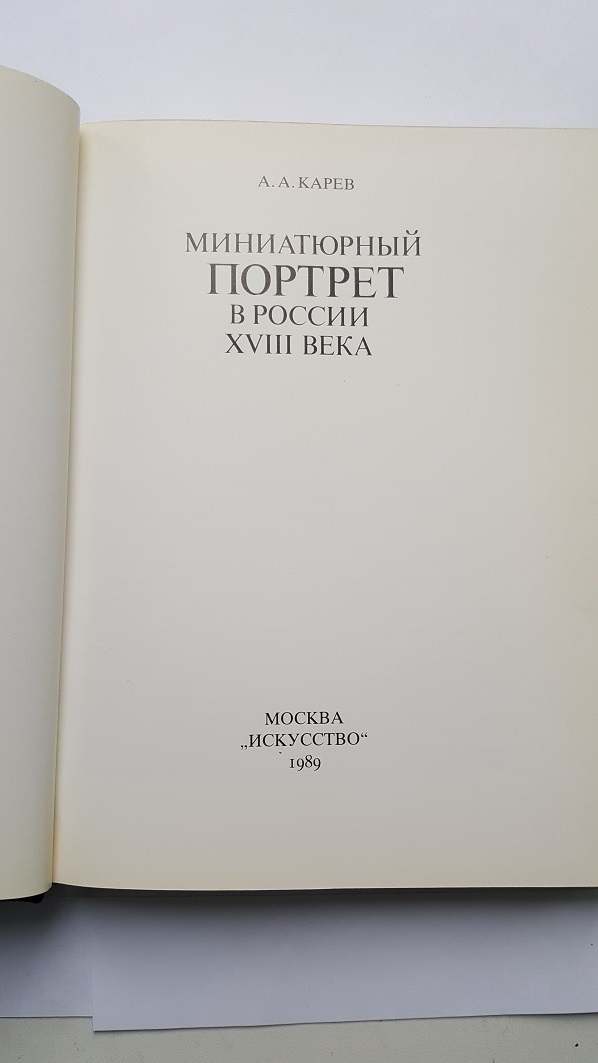 А. А. КАРЕВ
МИНИАТЮРНЫЙ
ПОРТРЕТ
В РОССИИ
XVIII ВЕКА
МОСКВА
„ИСКУССТВО“
1989